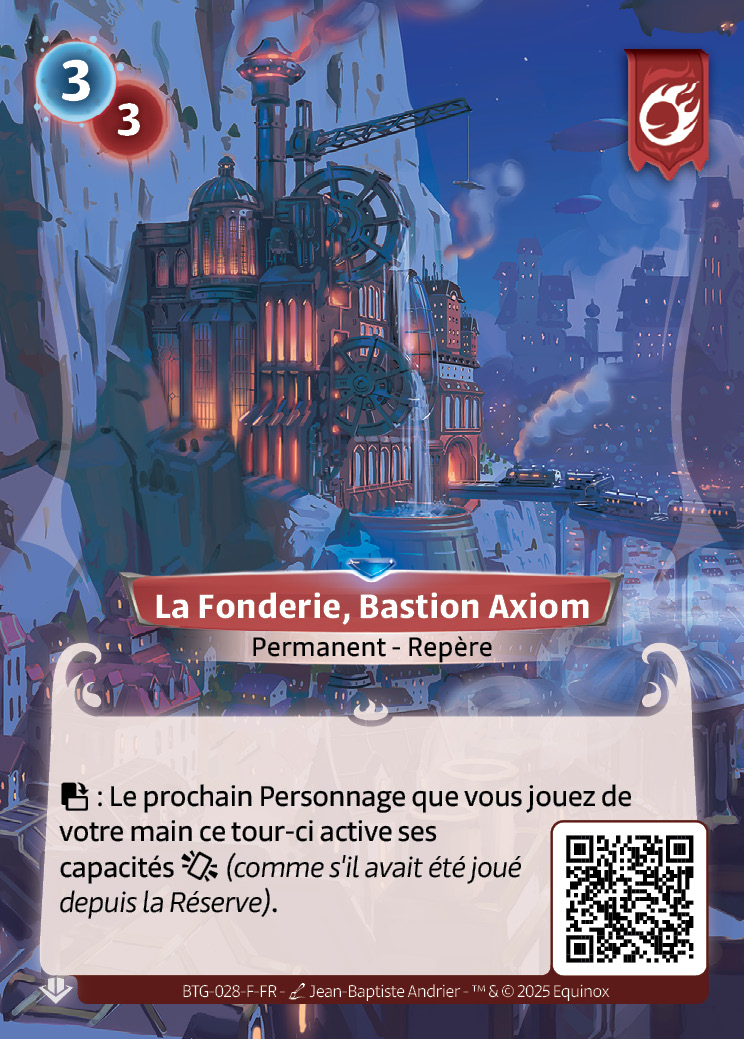 3
3
La Fonderie, Bastion Axiom
Permanent - Repère
: Le prochain Personnage que vous jouez de
votre main ce tour-ci active ses
capacités (comme s'il avait été joué
depuis la Réserve).
BTG-028-F-FR - Jean-Baptiste Andrier - ™ & © 2025 Equinox